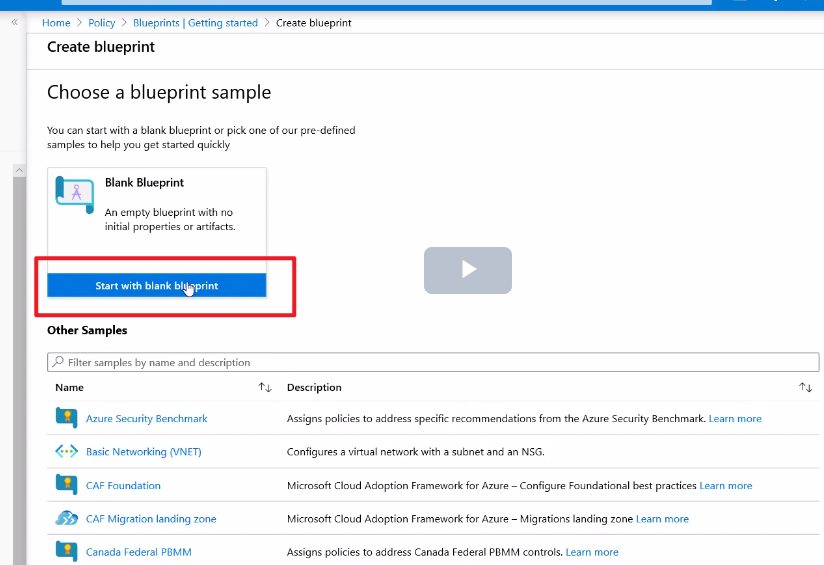 «
Home > Policy > Blueprints | Getting started > Create blueprint
Create blueprint
Choose a blueprint sample
You can start with a blank blueprint or pick one of our pre-defined
samples to help you get started quickly
Blank Blueprint
An empty blueprint with no
initial properties or artifacts.
Start with blank blueprint
Other Samples
Filter samples by name and description
Name ↑↓ Description ↑↓
Azure Security Benchmark Assigns policies to address specific recommendations from the Azure Security Benchmark. Learn more
Basic Networking (VNET) Configures a virtual network with a subnet and an NSG.
CAF Foundation Microsoft Cloud Adoption Framework for Azure – Configure Foundational best practices Learn more
CAF Migration landing zone Microsoft Cloud Adoption Framework for Azure – Migrations landing zone Learn more
Canada Federal PBMM Assigns policies to address Canada Federal PBMM controls. Learn more